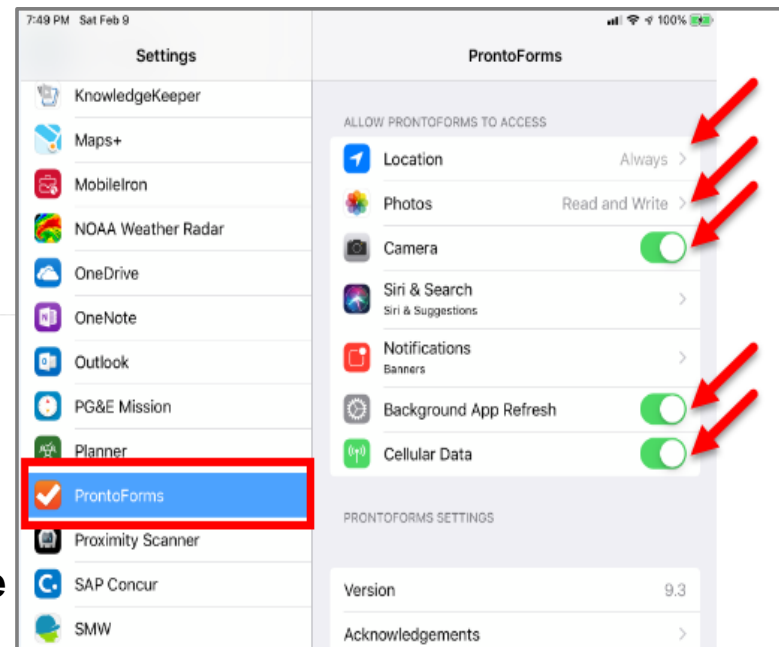 7:49 PM Sat Feb 9
100%
Settings
KnowledgeKeeper
Maps+
MobileIron
NOAA Weather Radar
OneDrive
OneNote
Outlook
PG&E Mission
Planner
ProntoForms
Proximity Scanner
e
SAP Concur
SMW
ProntoForms
ALLOW PRONTOFORMS TO ACCESS
Location Always >
Photos Read and Write >
Camera
Siri & Search >
Siri & Suggestions
Notifications >
Banners
Background App Refresh
Cellular Data
PRONTOFORMS SETTINGS
Version 9.3
Acknowledgements >